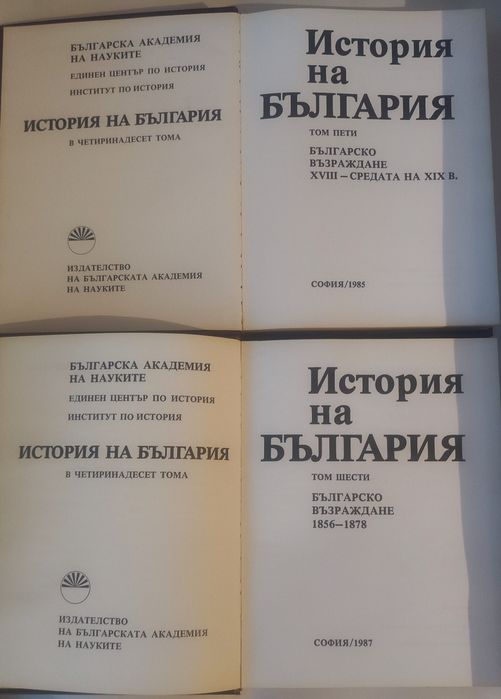 БЪЛГАРСКА АКАДЕМИЯ
НА НАУКИТЕ
ЕДИНЕН ЦЕНТЪР ПО ИСТОРИЯ
ИНСТИТУТ ПО ИСТОРИЯ
ИСТОРИЯ НА БЪЛГАРИЯ
В ЧЕТИРИНАДЕСЕТ ТОМА
ИЗДАТЕЛСТВО
НА БЪЛГАРСКАТА АКАДЕМИЯ
НА НАУКИТЕ
История
на
БЪЛГАРИЯ
ТОМ ПЕТИ
БЪЛГАРСКО
ВЪЗРАЖДАНЕ
XVIII – СРЕДАТА НА XIX В.
СОФИЯ/1985
БЪЛГАРСКА АКАДЕМИЯ
НА НАУКИТЕ
ЕДИНЕН ЦЕНТЪР ПО ИСТОРИЯ
ИНСТИТУТ ПО ИСТОРИЯ
ИСТОРИЯ НА БЪЛГАРИЯ
В ЧЕТИРИНАДЕСЕТ ТОМА
ИЗДАТЕЛСТВО
НА БЪЛГАРСКАТА АКАДЕМИЯ
НА НАУКИТЕ
История
на
БЪЛГАРИЯ
ТОМ ШЕСТИ
БЪЛГАРСКО
ВЪЗРАЖДАНЕ
1856–1878
СОФИЯ/1987